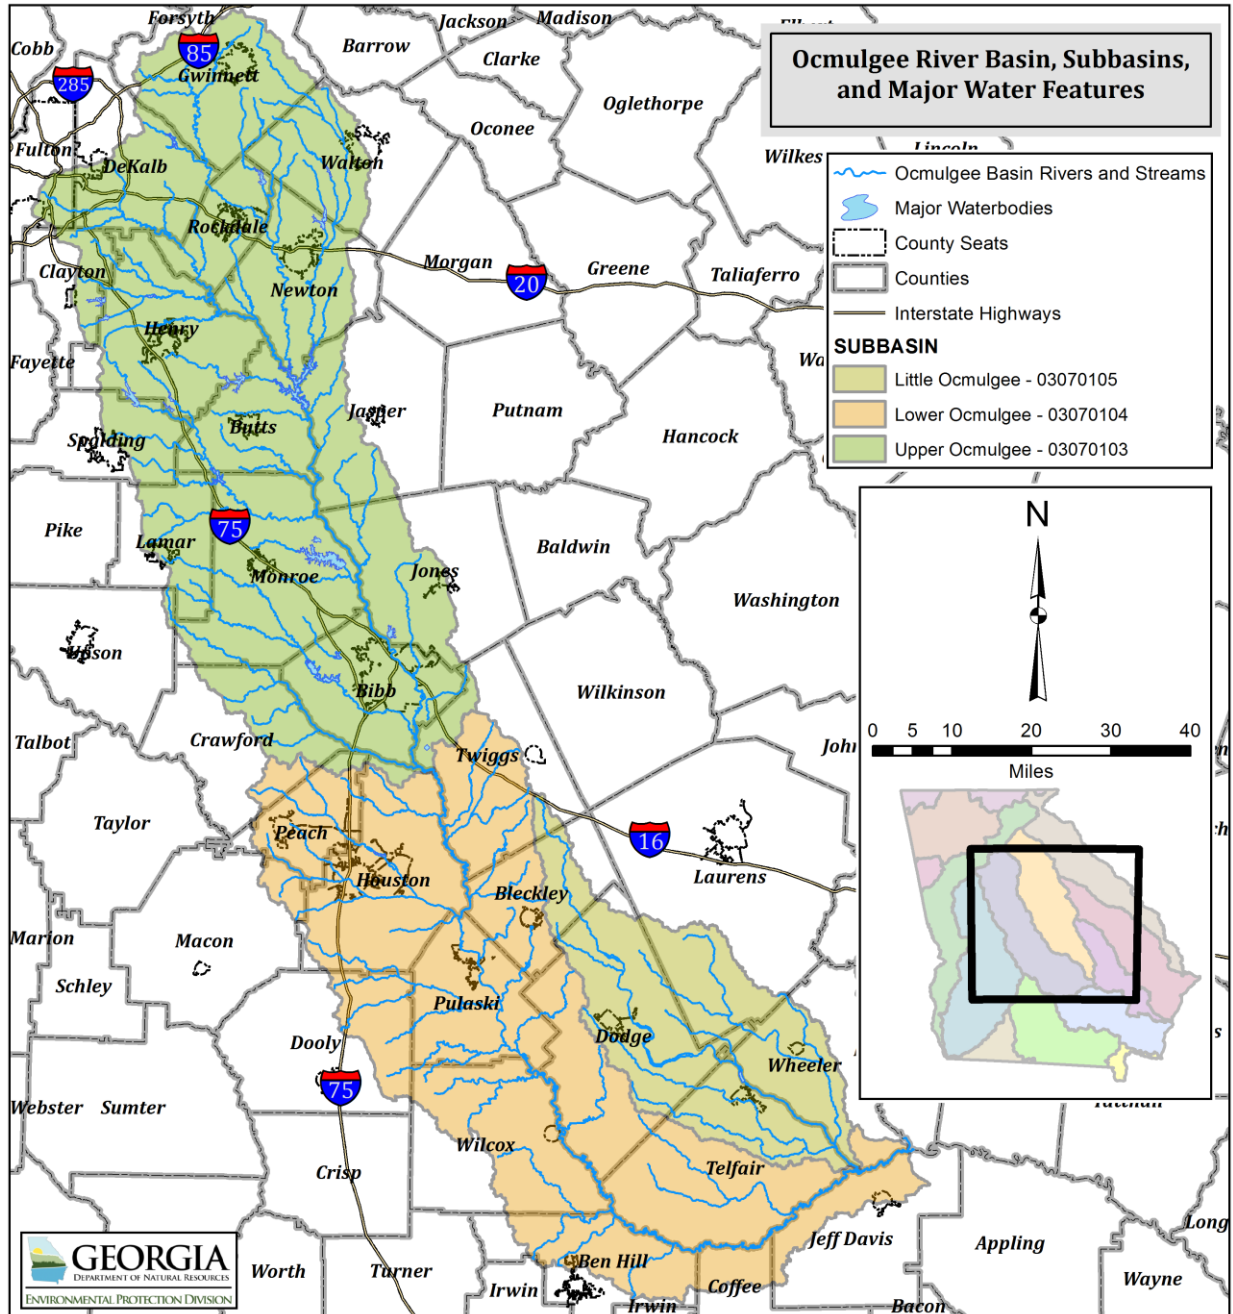 Ocmulgee River Basin, Subbasins,
and Major Water Features
Ocmulgee Basin Rivers and Streams
Major Waterbodies
County Seats
Counties
Interstate Highways
SUBBASIN
Little Ocmulgee - 03070105
Lower Ocmulgee - 03070104
Upper Ocmulgee - 03070103
N
0 5 10 20 30 40
Miles
Forsyth
Jackson
Madison
Cobb
Barrow
Clarke
85
Gwinnett
285
Oglethorpe
Oconee
Fulton
DeKalb
Walton
Wilkes
Lincoln
Rockdale
Morgan
Greene
Taliaferro
Clayton
20
Newton
Henry
Fayette
Jasper
Putnam
Butts
Spalding
Hancock
Pike
75
Lamar
Monroe
Baldwin
Jones
Washington
Upson
Bibb
Wilkinson
Talbot
Crawford
Twiggs
Taylor
Peach
16
Houston
Laurens
Bleckley
Marion
Macon
Schley
Pulaski
Dooly
Dodge
Wheeler
75
Webster
Sumter
Wilcox
Crisp
Telfair
Long
Jeff Davis
Appling
Worth
Turner
Ben Hill
Irwin
Coffee
Wayne
Irwin
Bacon
GEORGIA
DEPARTMENT OF NATURAL RESOURCES
ENVIRONMENTAL PROTECTION DIVISION